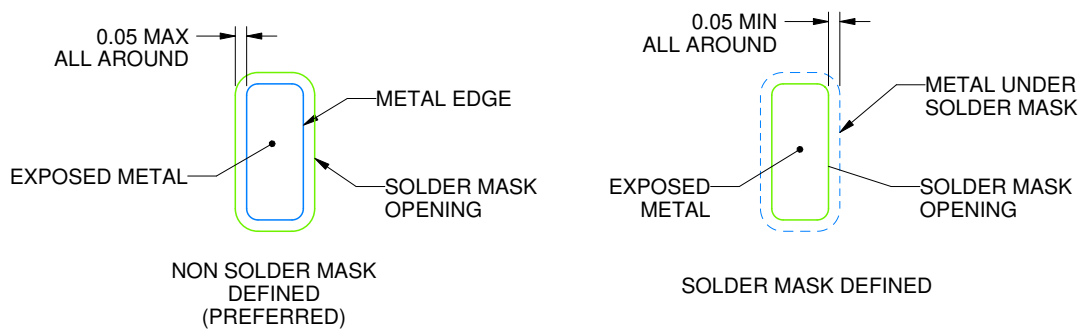 0.05 MAX
ALL AROUND
METAL EDGE
EXPOSED METAL
SOLDER MASK
OPENING
NON SOLDER MASK
DEFINED
(PREFERRED)
0.05 MIN
ALL AROUND
METAL UNDER
SOLDER MASK
EXPOSED
METAL
SOLDER MASK
OPENING
SOLDER MASK DEFINED